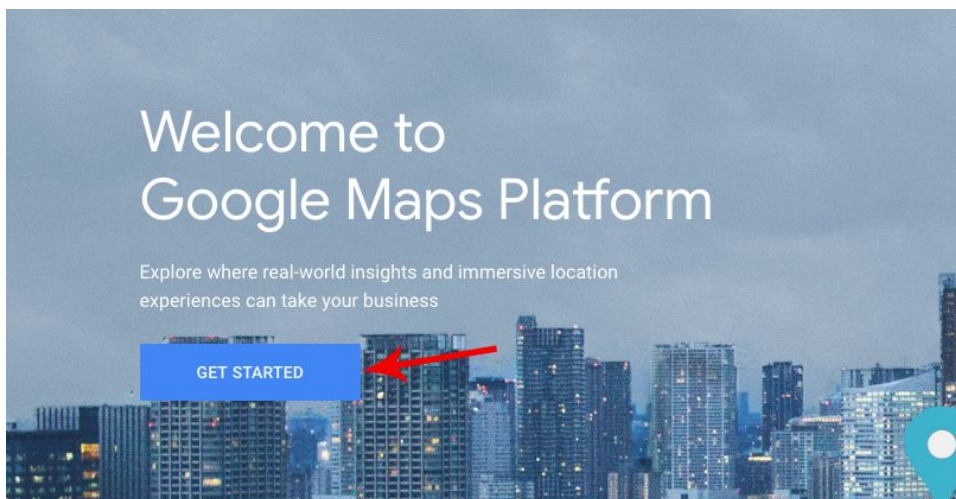 Welcome to
Google Maps Platform
Explore where real-world insights and immersive location
experiences can take your business
GET STARTED